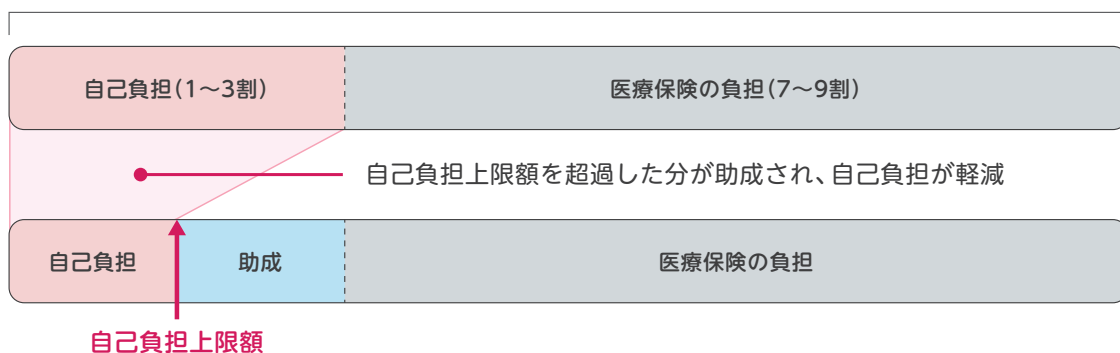 自己負担(1〜3割)
医療保険の負担(7〜9割)
自己負担上限額を超過した分が助成され、自己負担が軽減
自己負担
助成
医療保険の負担
自己負担上限額